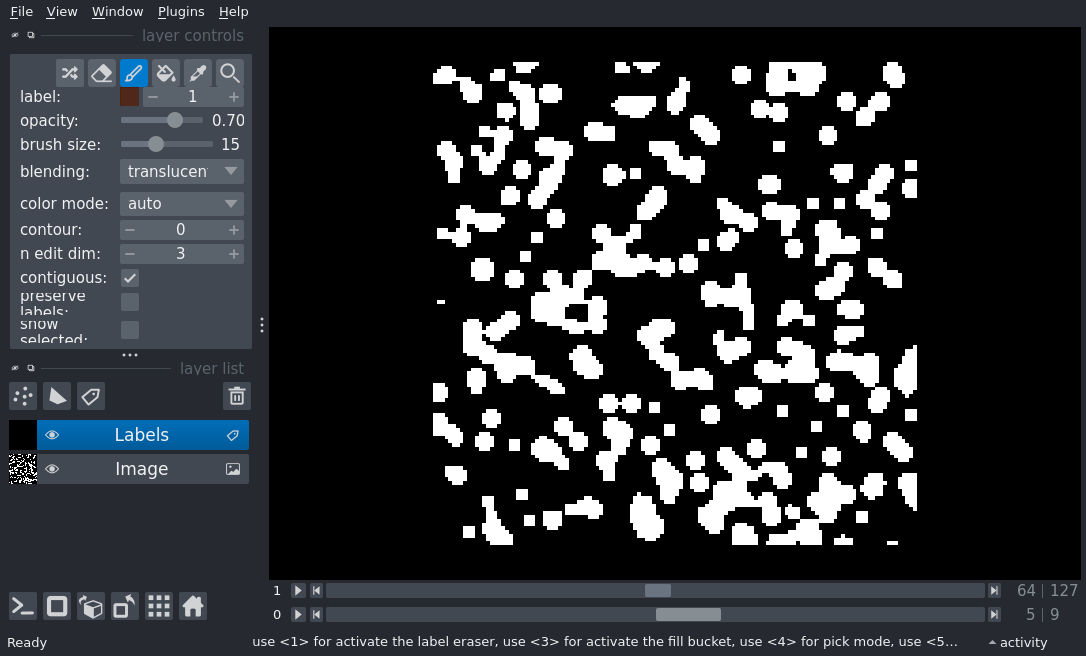 File View Window Plugins Help
layer controls
label: 1
opacity: 0.70
brush size: 15
blending: translucen
color mode: auto
contour: 0
n edit dim: 3
contiguous:
preserve
labels:
show
selected:
layer list
Labels
Image
1 64 | 127
0 5 | 9
Ready use <1> for activate the label eraser, use <3> for activate the fill bucket, use <4> for pick mode, use <5... activity